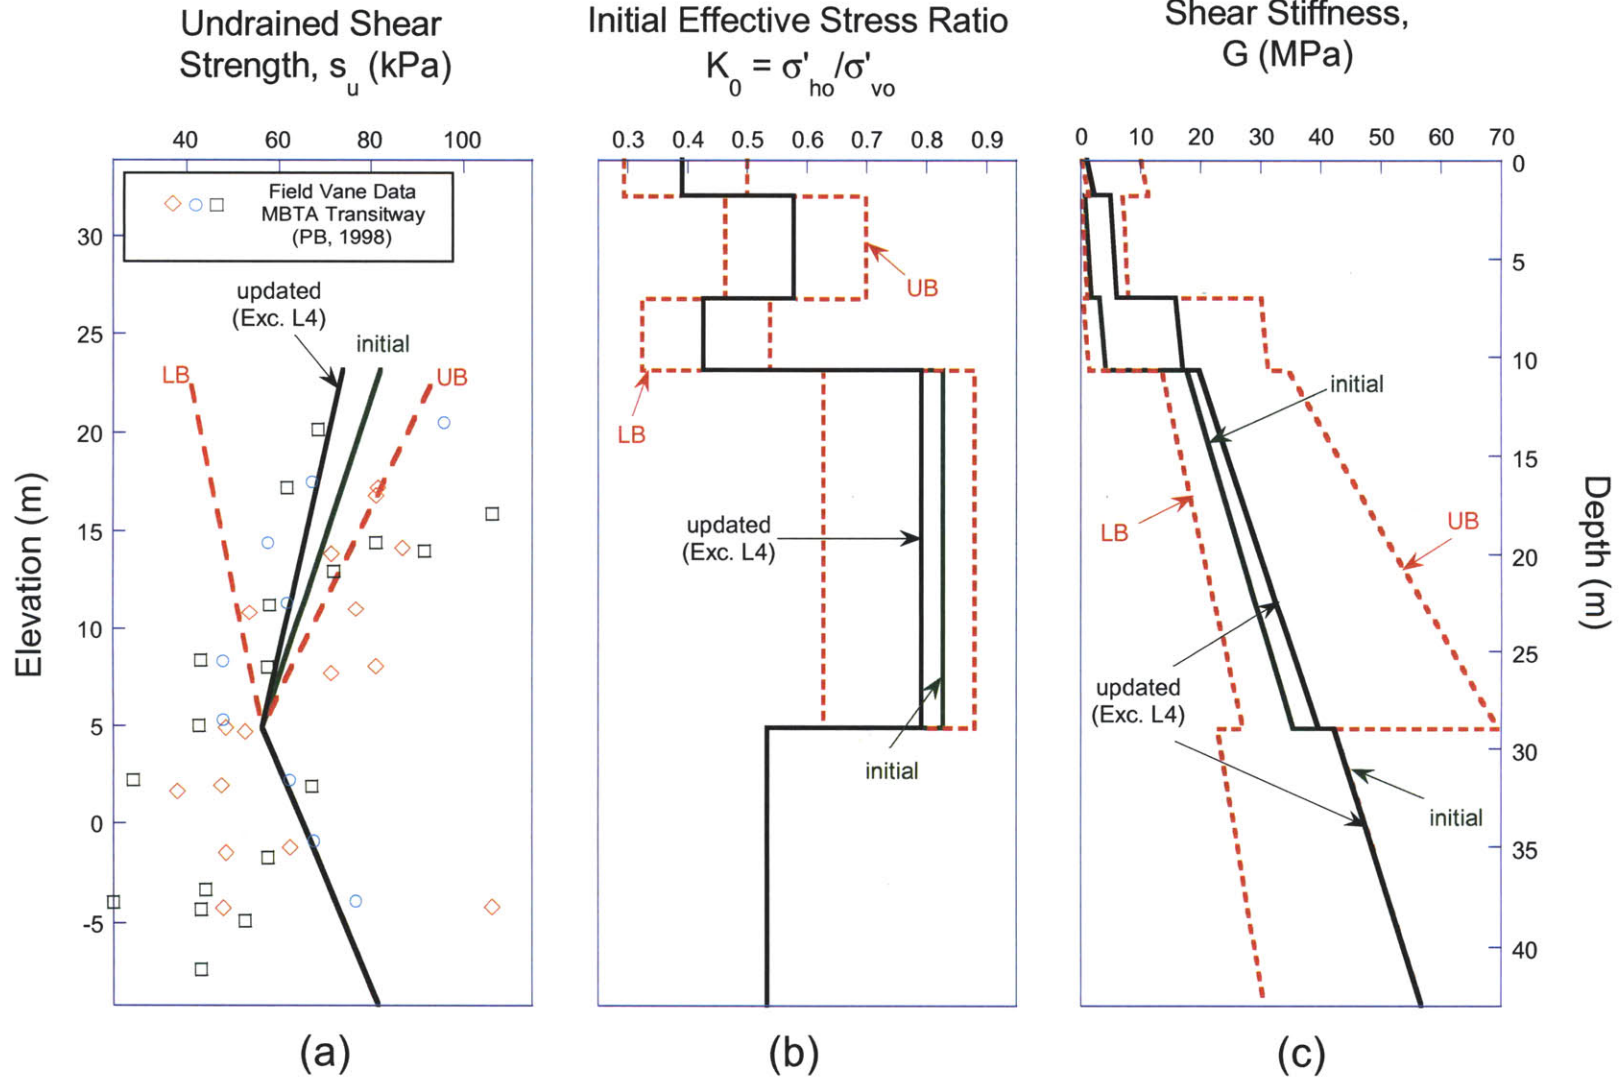 Undrained Shear
Strength, su (kPa)
40 60 80 100
Field Vane Data
MBTA Transitway
(PB, 1998)
updated
(Exc. L4)
initial
LB
UB
30
25
20
15
10
5
0
-5
Elevation (m)
(a)
Initial Effective Stress Ratio
K0 = σ'ho/σ'vo
0.3 0.4 0.5 0.6 0.7 0.8 0.9
UB
LB
updated
(Exc. L4)
initial
(b)
Shear Stiffness,
G (MPa)
0 10 20 30 40 50 60 70
initial
LB
UB
updated
(Exc. L4)
initial
0
5
10
15
20
25
30
35
40
Depth (m)
(c)